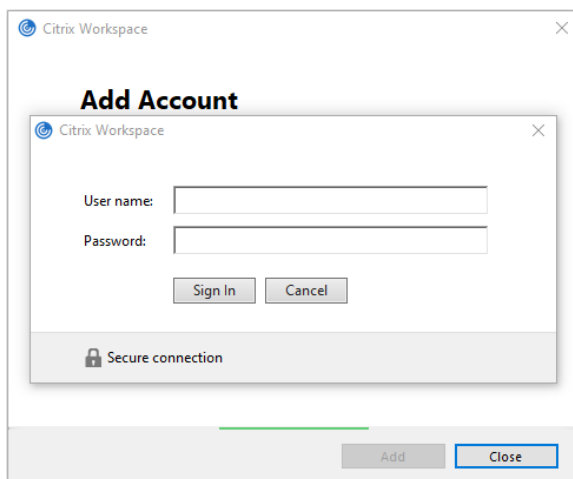 Citrix Workspace
Add Account
Citrix Workspace
User name:
Password:
Sign In Cancel
Secure connection
Add Close